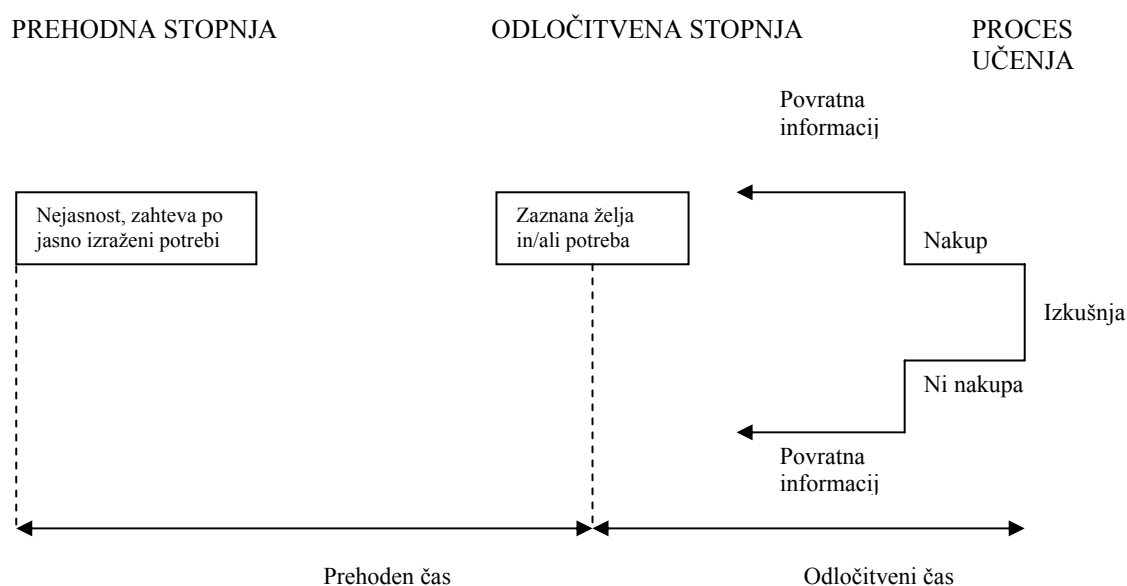 PREHODNA STOPNJA
ODLOČITVENA STOPNJA
PROCES
UČENJA
Povratna
informacij
Nejasnost, zahteva po
jasno izraženi potrebi
Zaznana želja
in/ali potreba
Nakup
Izkušnja
Ni nakupa
Povratna
informacij
Prehoden čas
Odločitveni čas